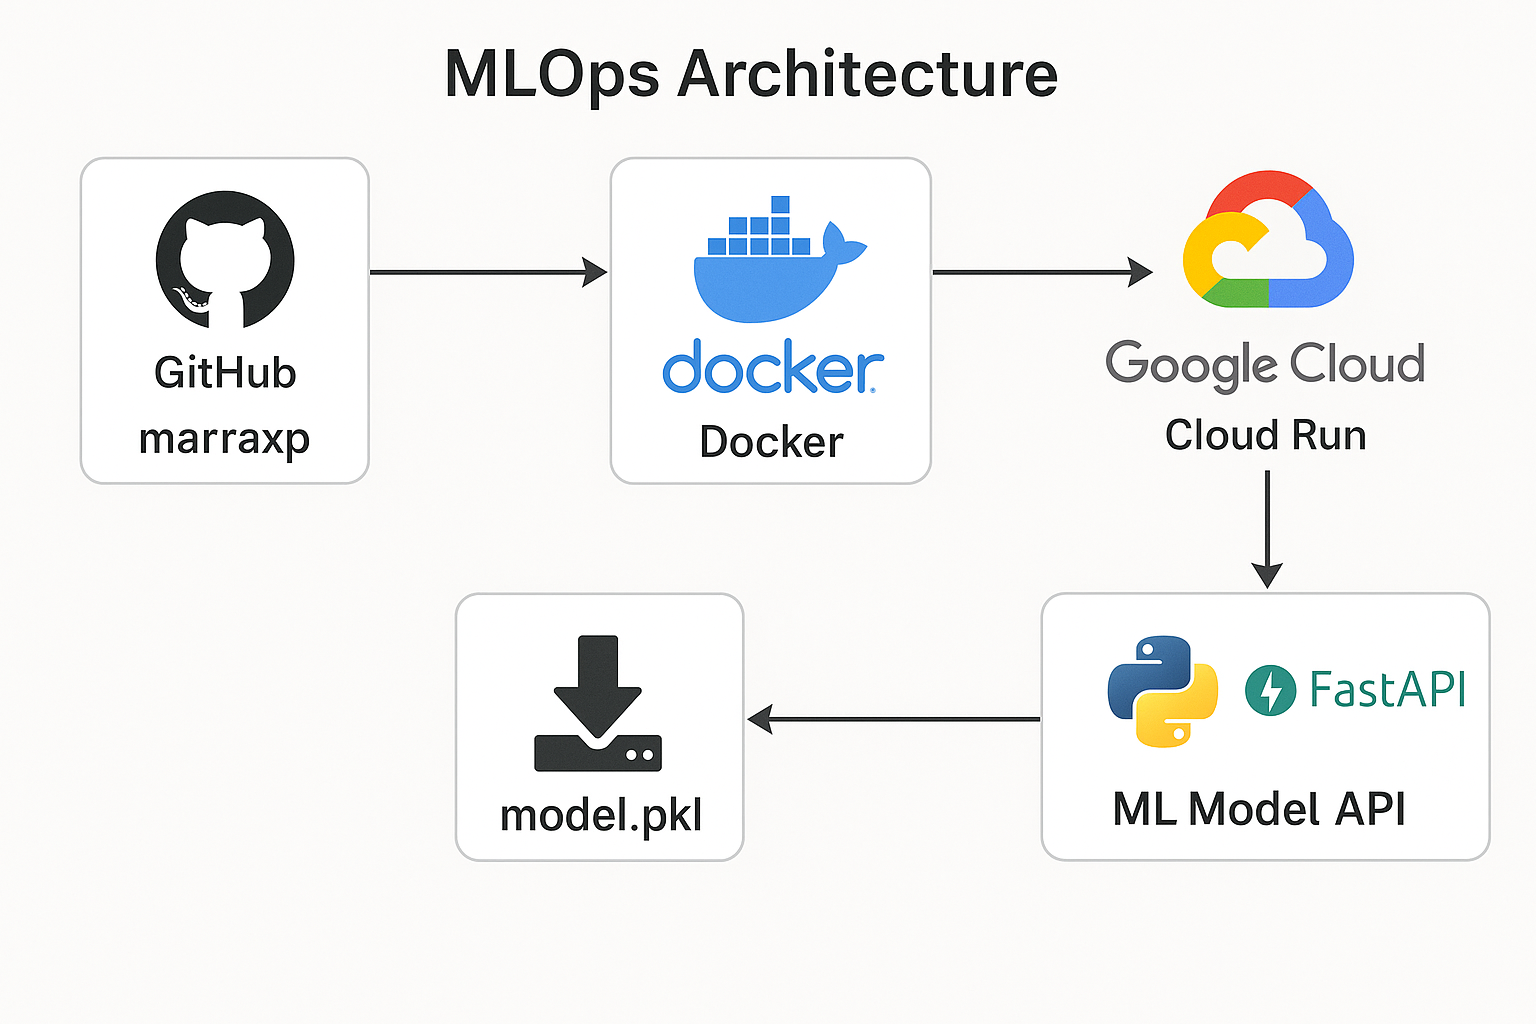 MLOps Architecture
GitHub
marraxp
docker
Docker
Google Cloud
Cloud Run
model.pkl
FastAPI
ML Model API